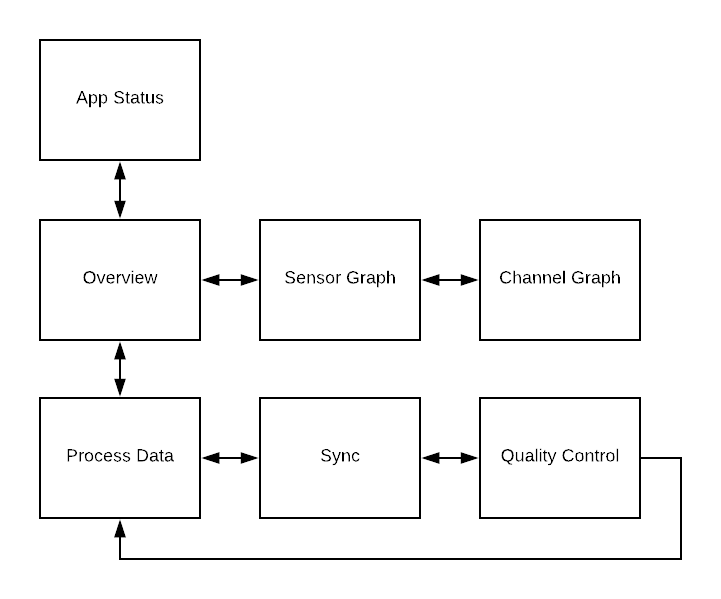 App Status
Overview
Sensor Graph
Channel Graph
Process Data
Sync
Quality Control